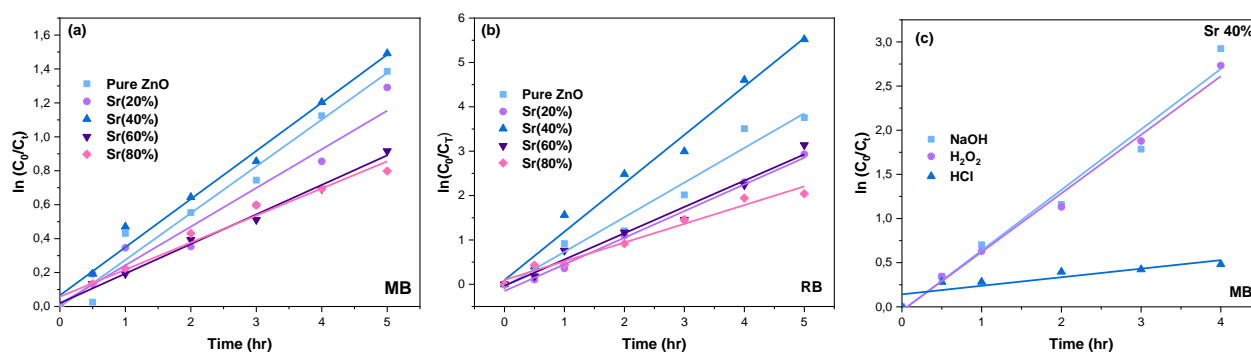 (a)
Pure ZnO
Sr(20%)
Sr(40%)
Sr(60%)
Sr(80%)
MB
ln (C₀/Cₜ)
1,6
1,4
1,2
1,0
0,8
0,6
0,4
0,2
0,0
0 1 2 3 4 5
Time (hr)
(b)
Pure ZnO
Sr(20%)
Sr(40%)
Sr(60%)
Sr(80%)
RB
ln(C₀/C_T)
6
5
4
3
2
1
0
0 1 2 3 4 5
Time (hr)
(c)
Sr 40%
NaOH
H₂O₂
HCl
MB
ln (C₀/Cₜ)
3,0
2,5
2,0
1,5
1,0
0,5
0,0
0 1 2 3 4
Time (hr)